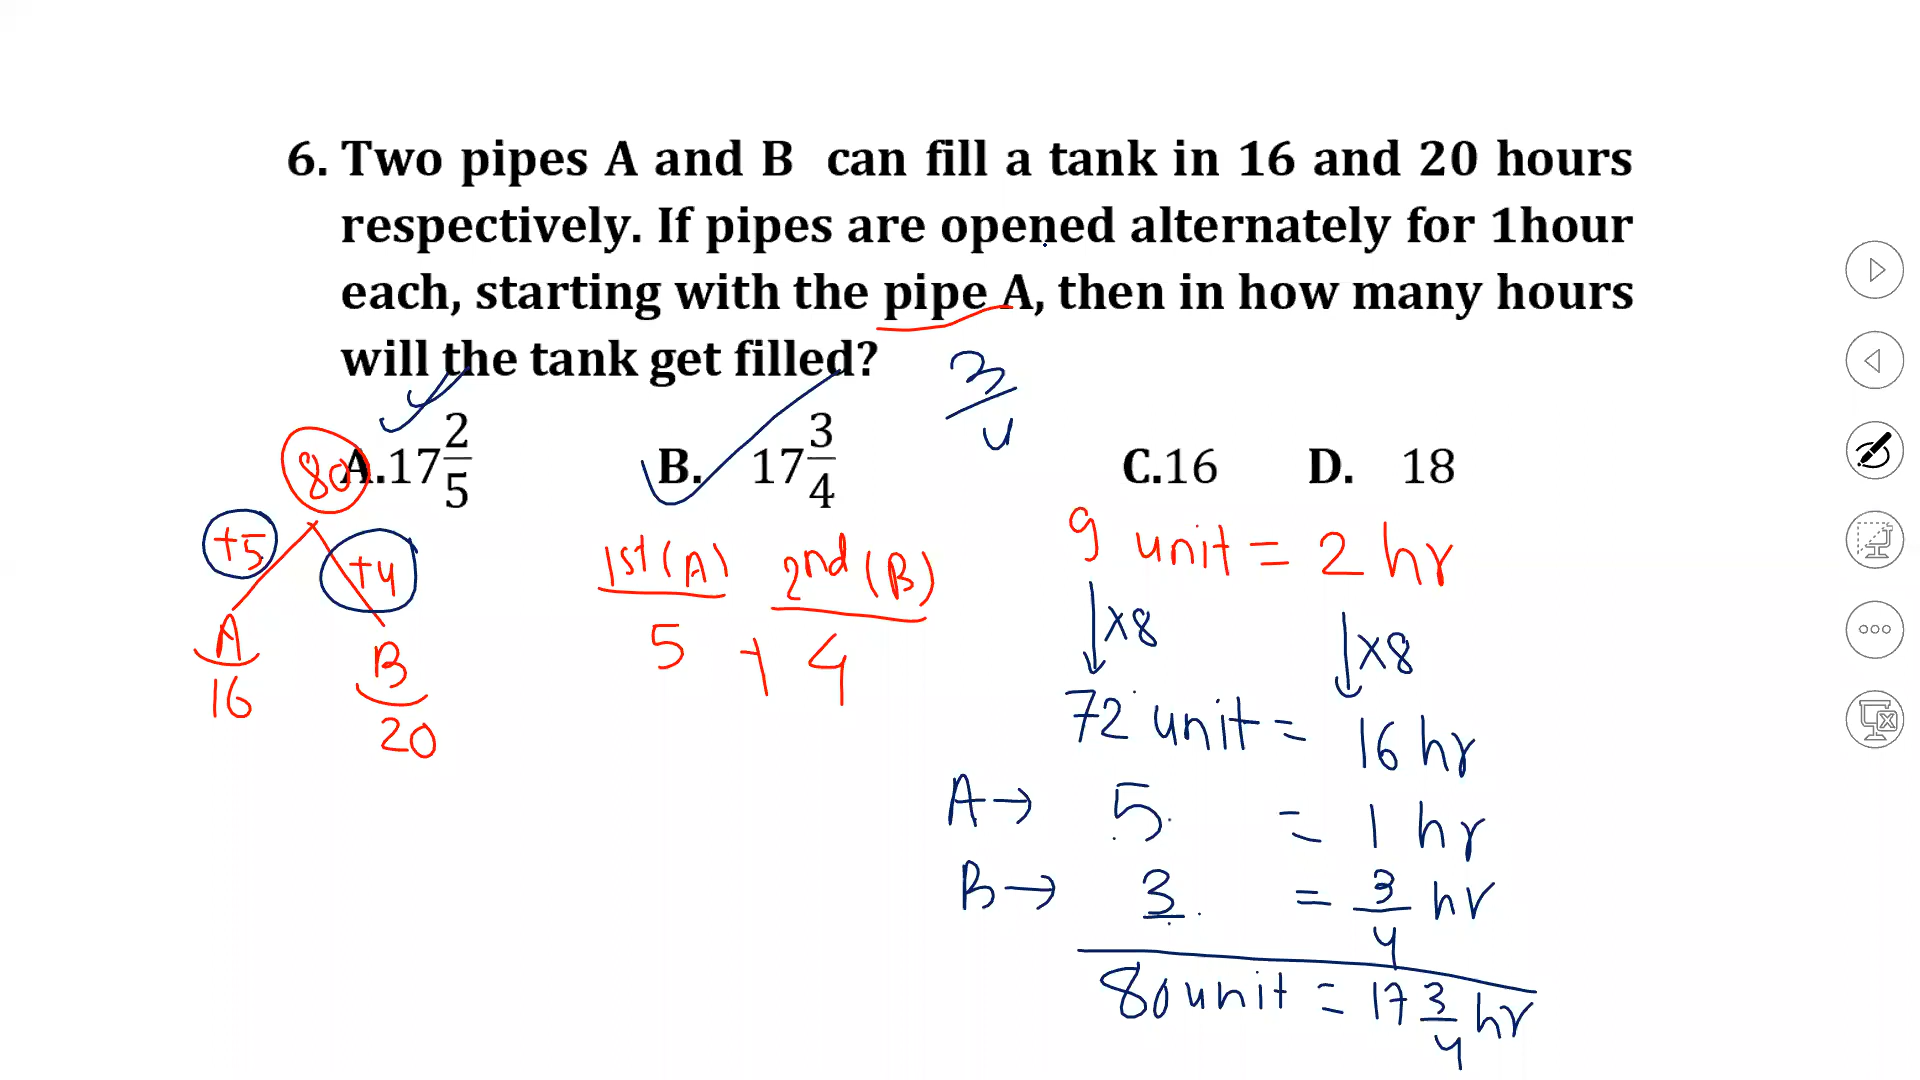 6. Two pipes A and B can fill a tank in 16 and 20 hours
respectively. If pipes are opened alternately for 1hour
each, starting with the pipe A, then in how many hours
will the tank get filled?
3/4
A. 17 2/5 B. 17 3/4 C. 16 D. 18
80
+5 +4
A B
16 20
1st (A) 2nd (B)
5 + 4
9 unit = 2 hr
×8 ×8
72 unit = 16 hr
A → 5 = 1 hr
B → 3 = 3/4 hr
80 unit = 17 3/4 hr